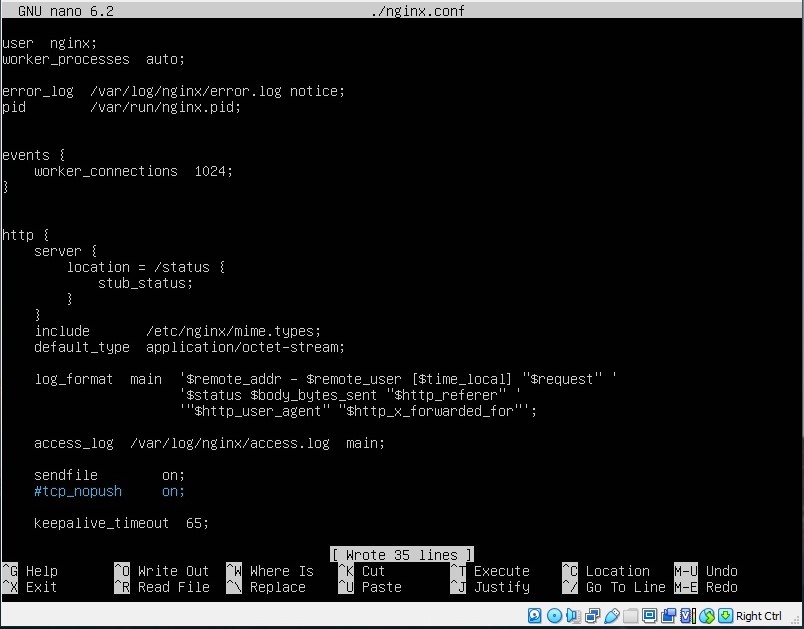 GNU nano 6.2 ./nginx.conf
user  nginx;
worker_processes  auto;
error_log  /var/log/nginx/error.log notice;
pid        /var/run/nginx.pid;
events {
    worker_connections  1024;
}
http {
    server {
        location = /status {
            stub_status;
        }
    }
    include       /etc/nginx/mime.types;
    default_type  application/octet-stream;
    log_format  main  '$remote_addr - $remote_user [$time_local] "$request" '
                      '$status $body_bytes_sent "$http_referer" '
                      '"$http_user_agent" "$http_x_forwarded_for"';
    access_log  /var/log/nginx/access.log  main;
    sendfile        on;
    #tcp_nopush     on;
    keepalive_timeout  65;
[ Wrote 35 lines ]
^G Help ^O Write Out ^W Where Is ^K Cut ^T Execute ^C Location M-U Undo
^X Exit ^R Read File ^\ Replace ^U Paste ^J Justify ^/ Go To Line M-E Redo
Right Ctrl